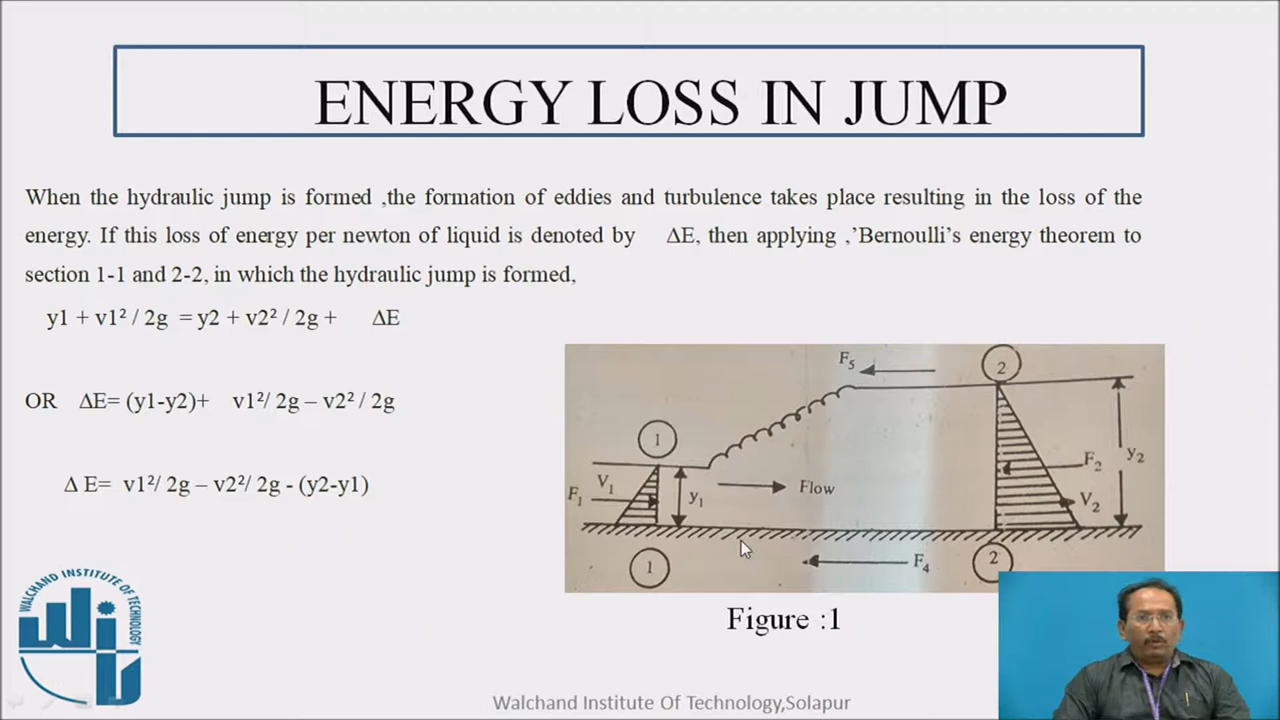 ENERGY LOSS IN JUMP
When the hydraulic jump is formed ,the formation of eddies and turbulence takes place resulting in the loss of the
energy. If this loss of energy per newton of liquid is denoted by ΔE, then applying ,’Bernoulli’s energy theorem to
section 1-1 and 2-2, in which the hydraulic jump is formed,
y1 + v1² / 2g = y2 + v2² / 2g + ΔE
OR ΔE= (y1-y2)+ v1²/ 2g – v2² / 2g
Δ E= v1²/ 2g – v2²/ 2g - (y2-y1)
F5
2
1
F1
V1
y1
Flow
F2
V2
y2
1
F4
2
Figure :1
WALCHAND INSTITUTE OF TECHNOLOGY
WIT
Walchand Institute Of Technology,Solapur